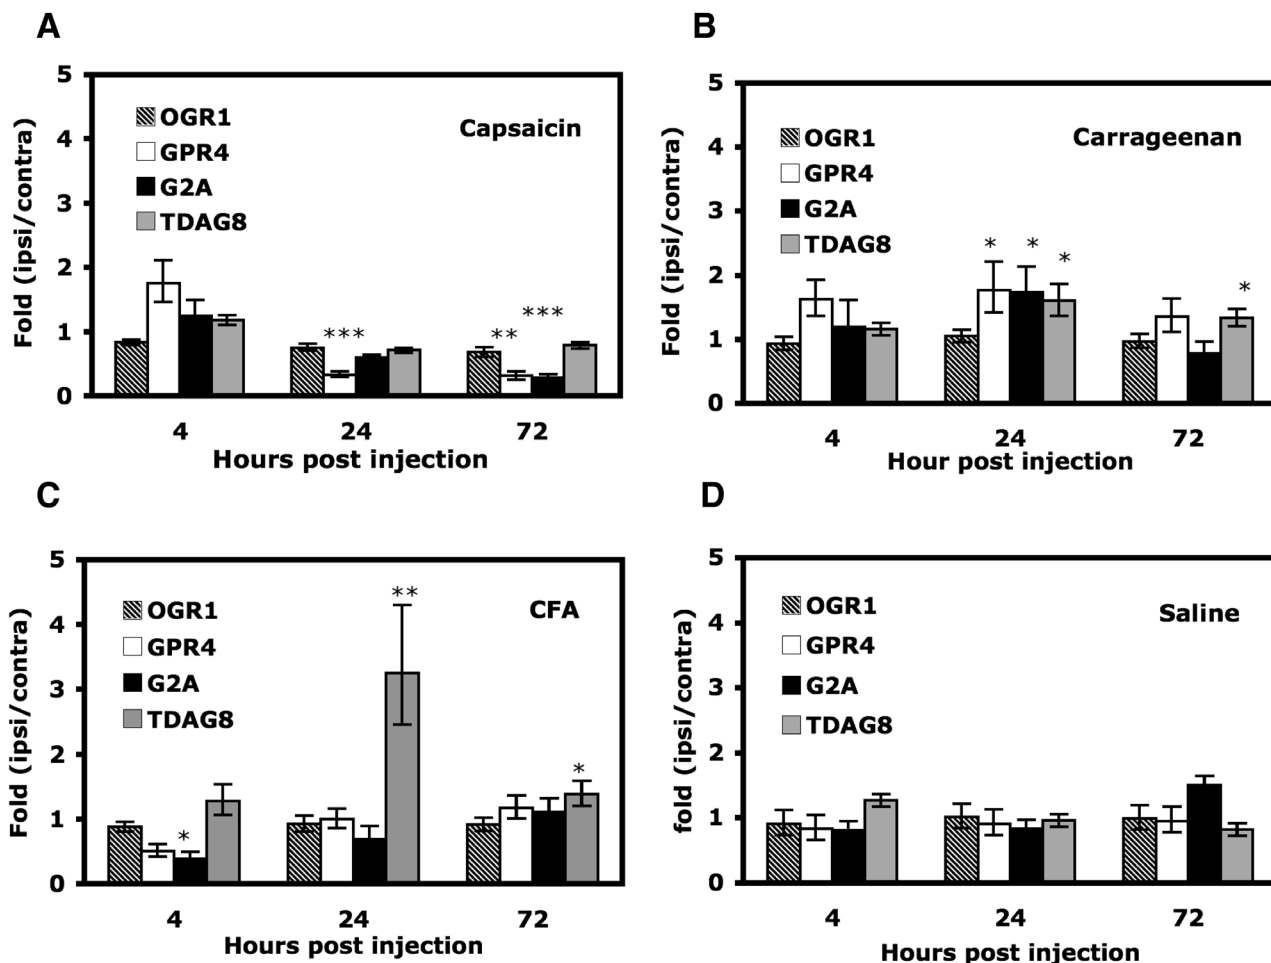 A
5
4
3
2
1
0
Fold (ipsi/contra)
OGR1
GPR4
G2A
TDAG8
Capsaicin
***
**
***
4 24 72
Hours post injection
B
5
4
3
2
1
0
Fold (ipsi/contra)
OGR1
GPR4
G2A
TDAG8
Carrageenan
*
*
*
*
4 24 72
Hour post injection
C
5
4
3
2
1
0
Fold (ipsi/contra)
OGR1
GPR4
G2A
TDAG8
CFA
*
**
*
4 24 72
Hours post injection
D
5
4
3
2
1
0
fold (ipsi/contra)
OGR1
GPR4
G2A
TDAG8
Saline
4 24 72
Hours post injection